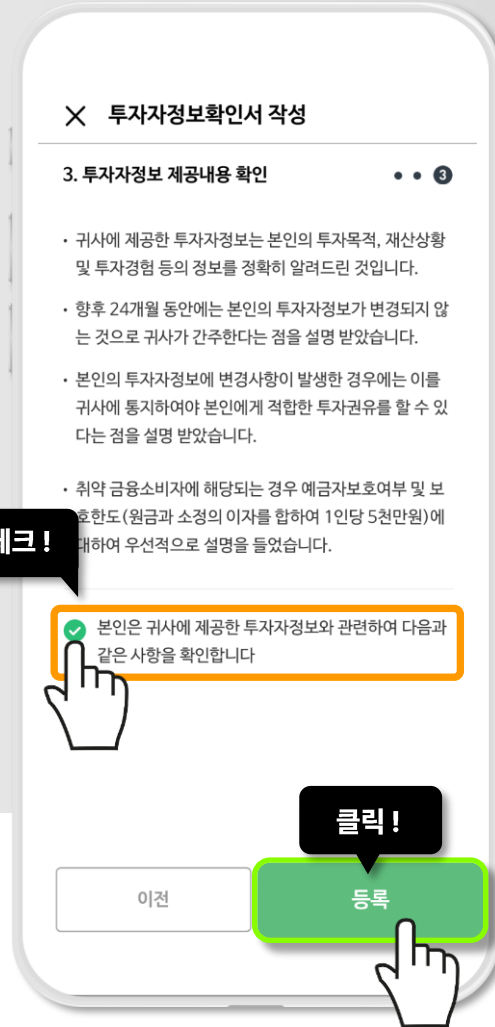 투자자정보확인서 작성
3. 투자자정보 제공내용 확인
3
• 귀사에 제공한 투자자정보는 본인의 투자목적, 재산상황
및 투자경험 등의 정보를 정확히 알려드린 것입니다.
• 향후 24개월 동안에는 본인의 투자자정보가 변경되지 않
는 것으로 귀사가 간주한다는 점을 설명 받았습니다.
• 본인의 투자자정보에 변경사항이 발생한 경우에는 이를
귀사에 통지하여야 본인에게 적합한 투자권유를 할 수 있
다는 점을 설명 받았습니다.
• 취약 금융소비자에 해당되는 경우 예금자보호여부 및 보
호한도(원금과 소정의 이자를 합하여 1인당 5천만원)에
대하여 우선적으로 설명을 들었습니다.
체크!
본인은 귀사에 제공한 투자자정보와 관련하여 다음과
같은 사항을 확인합니다
클릭!
이전
등록